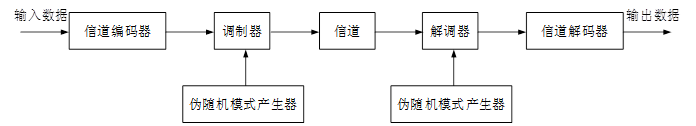 输入数据
信道编码器
调制器
信道
解调器
信道解码器
输出数据
伪随机模式产生器
伪随机模式产生器